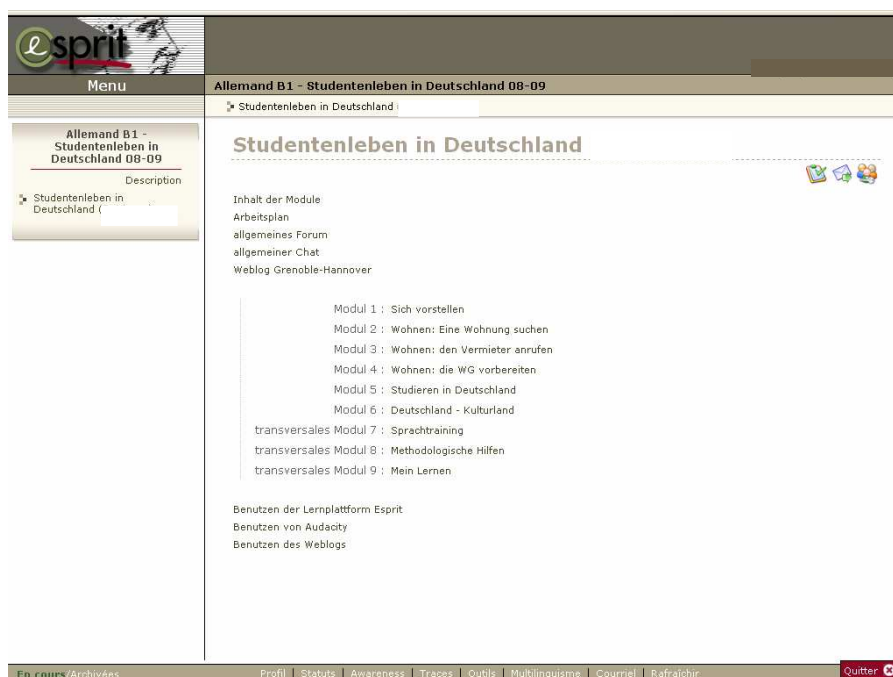 esprit
Menu
Allemand B1 - Studentenleben in Deutschland 08-09
Studentenleben in Deutschland
Allemand B1 -
Studentenleben in
Deutschland 08-09
Description
Studentenleben in
Deutschland (
Studentenleben in Deutschland
Inhalt der Module
Arbeitsplan
allgemeines Forum
allgemeiner Chat
Weblog Grenoble-Hannover
Modul 1 : Sich vorstellen
Modul 2 : Wohnen: Eine Wohnung suchen
Modul 3 : Wohnen: den Vermieter anrufen
Modul 4 : Wohnen: die WG vorbereiten
Modul 5 : Studieren in Deutschland
Modul 6 : Deutschland - Kulturland
transversales Modul 7 : Sprachtraining
transversales Modul 8 : Methodologische Hilfen
transversales Modul 9 : Mein Lernen
Benutzen der Lernplattform Esprit
Benutzen von Audacity
Benutzen des Weblogs
En cours/Archivées
Profil | Statuts | Awareness | Traces | Outils | Multilinguisme | Courriel | Rafraîchir
Quitter